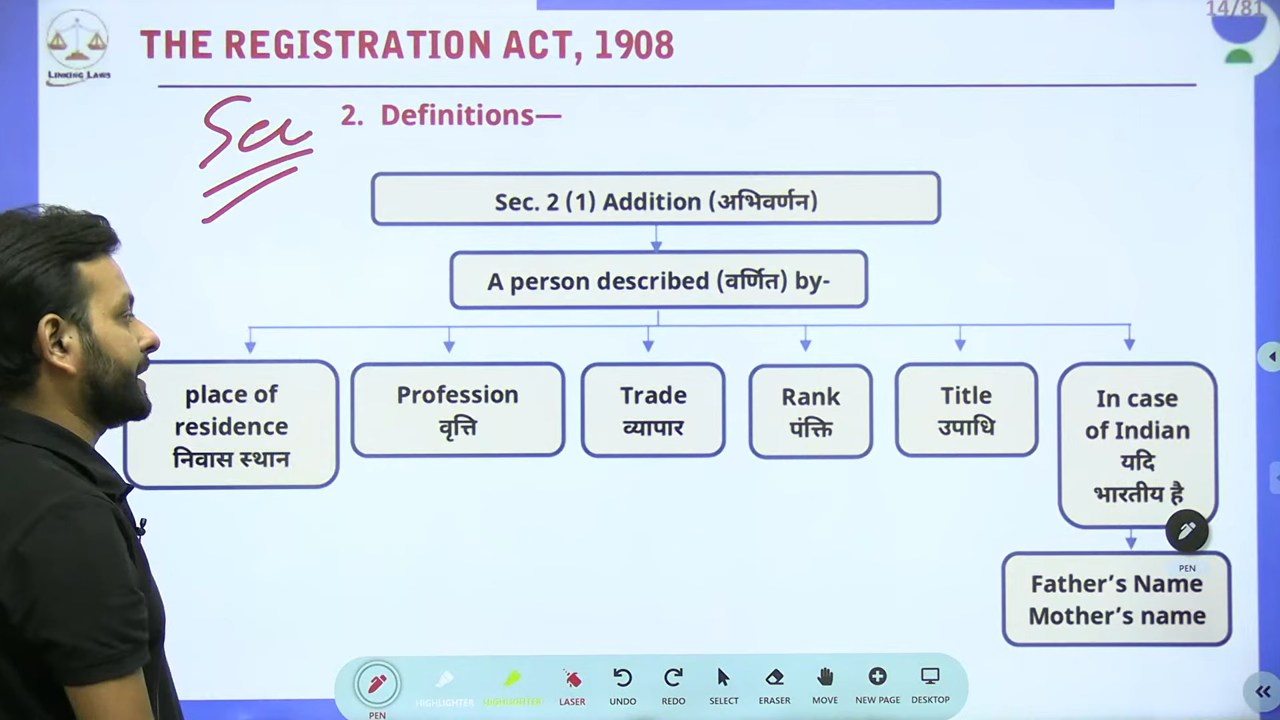 14/81
LINKING LAWS
THE REGISTRATION ACT, 1908
Sec
2. Definitions—
Sec. 2 (1) Addition (अभिवर्णन)
A person described (वर्णित) by-
place of
residence
निवास स्थान
Profession
वृत्ति
Trade
व्यापार
Rank
पंक्ति
Title
उपाधि
In case
of Indian
यदि
भारतीय है
PEN
Father's Name
Mother's name
PEN
HIGHLIGHTER
HIGHLIGHTER
LASER
UNDO
REDO
SELECT
ERASER
MOVE
NEW PAGE
DESKTOP